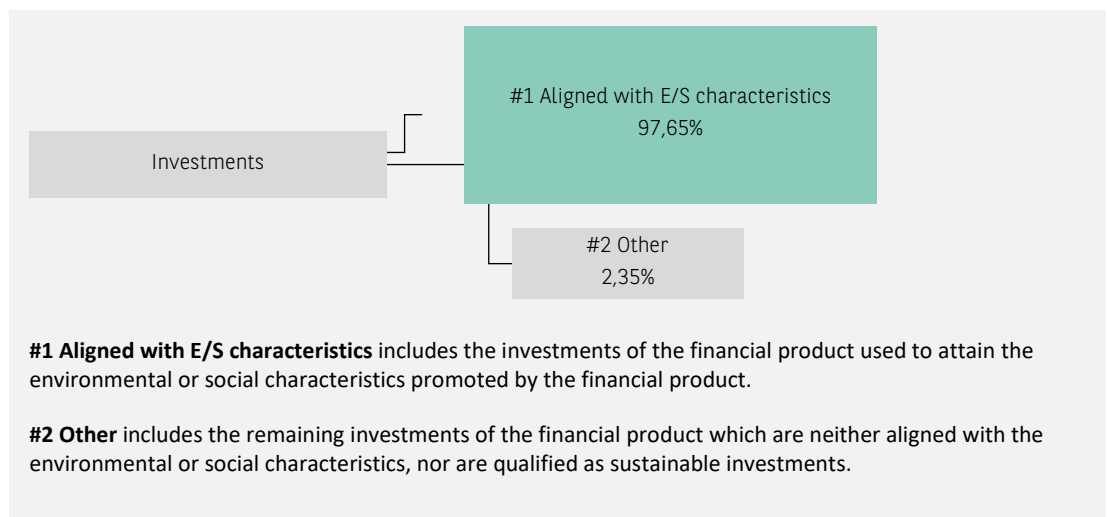 #1 Aligned with E/S characteristics
97,65%
Investments
#2 Other
2,35%
#1 Aligned with E/S characteristics includes the investments of the financial product used to attain the
environmental or social characteristics promoted by the financial product.
#2 Other includes the remaining investments of the financial product which are neither aligned with the
environmental or social characteristics, nor are qualified as sustainable investments.